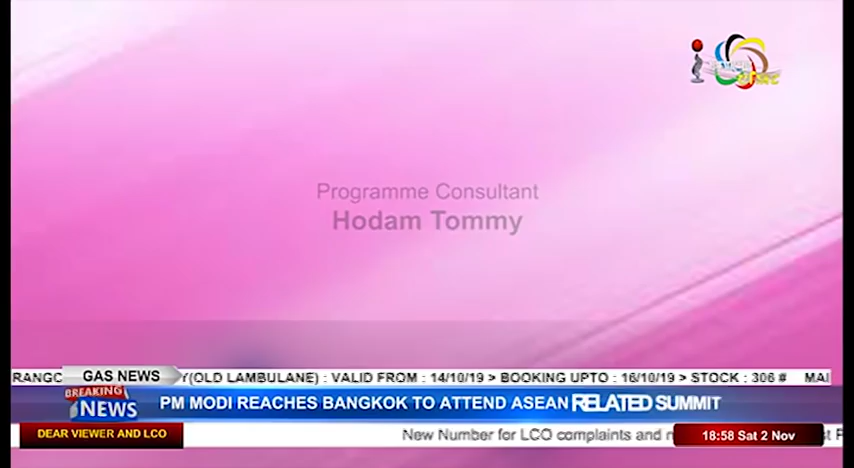 Programme Consultant
Hodam Tommy
GAS NEWS
(OLD LAMBULANE) : VALID FROM : 14/10/19 > BOOKING UPTO : 16/10/19 > STOCK : 306 #
BREAKING
NEWS
PM MODI REACHES BANGKOK TO ATTEND ASEAN RELATED SUMMIT
DEAR VIEWER AND LCO
New Number for LCO complaints and
18:58 Sat 2 Nov